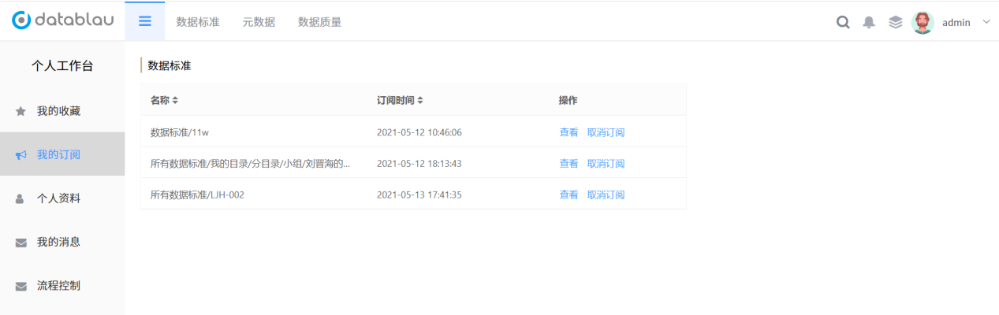 datablau 数据标准 元数据 数据质量 admin
个人工作台
我的收藏
我的订阅
个人资料
我的消息
流程控制
数据标准
名称 订阅时间 操作
数据标准/11w 2021-05-12 10:46:06 查看 取消订阅
所有数据标准/我的目录/分目录/小组/刘晋海的... 2021-05-12 18:13:43 查看 取消订阅
所有数据标准/LJH-002 2021-05-13 17:41:35 查看 取消订阅